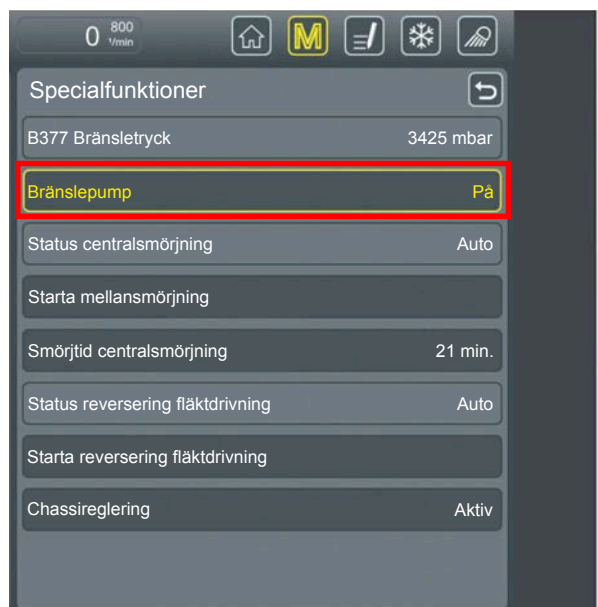 0 800
1/min
M
Specialfunktioner
B377 Bränsletryck 3425 mbar
Bränslepump På
Status centralsmörjning Auto
Starta mellansmörjning
Smörjtid centralsmörjning 21 min.
Status reversering fläktdrivning Auto
Starta reversering fläktdrivning
Chassireglering Aktiv